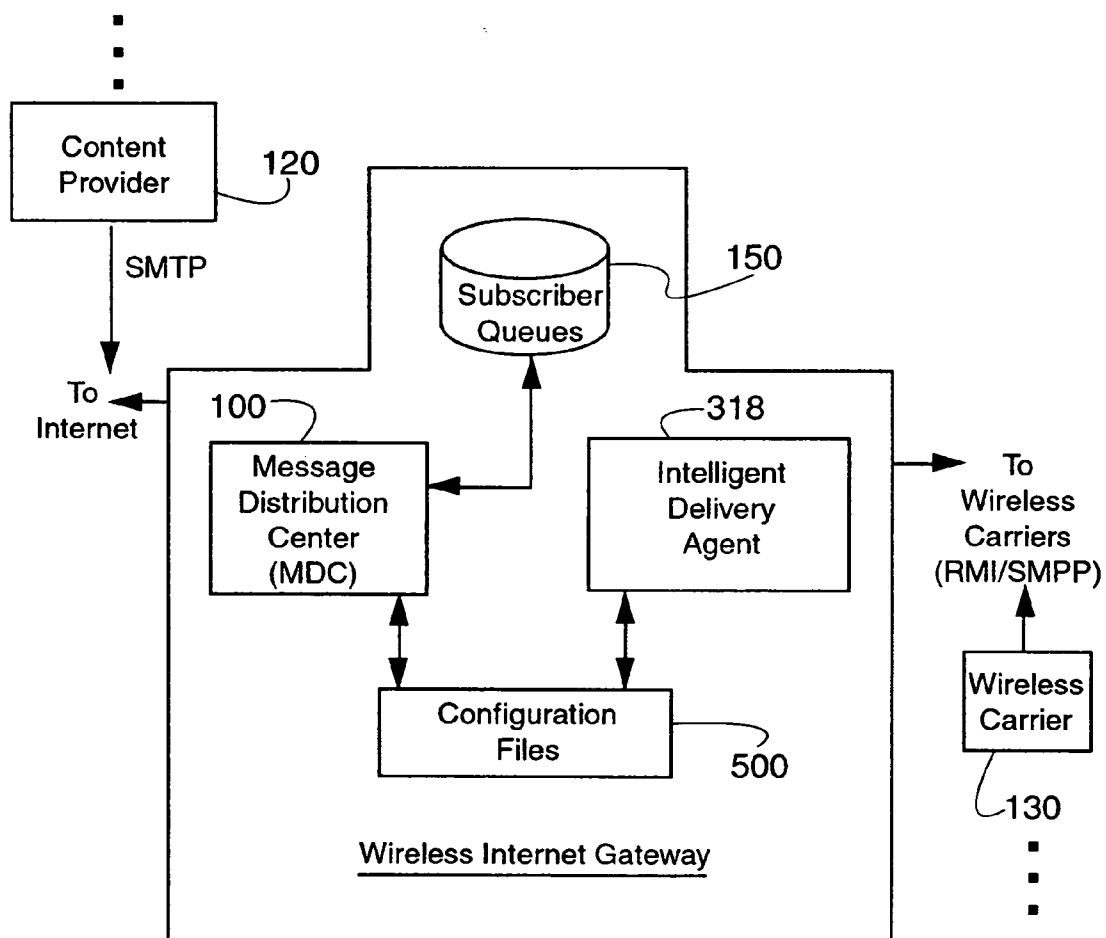 Content
Provider
120
SMTP
To
Internet
Subscriber
Queues
150
100
Message
Distribution
Center
(MDC)
318
Intelligent
Delivery
Agent
To
Wireless
Carriers
(RMI/SMPP)
Configuration
Files
500
Wireless
Carrier
130
Wireless Internet Gateway